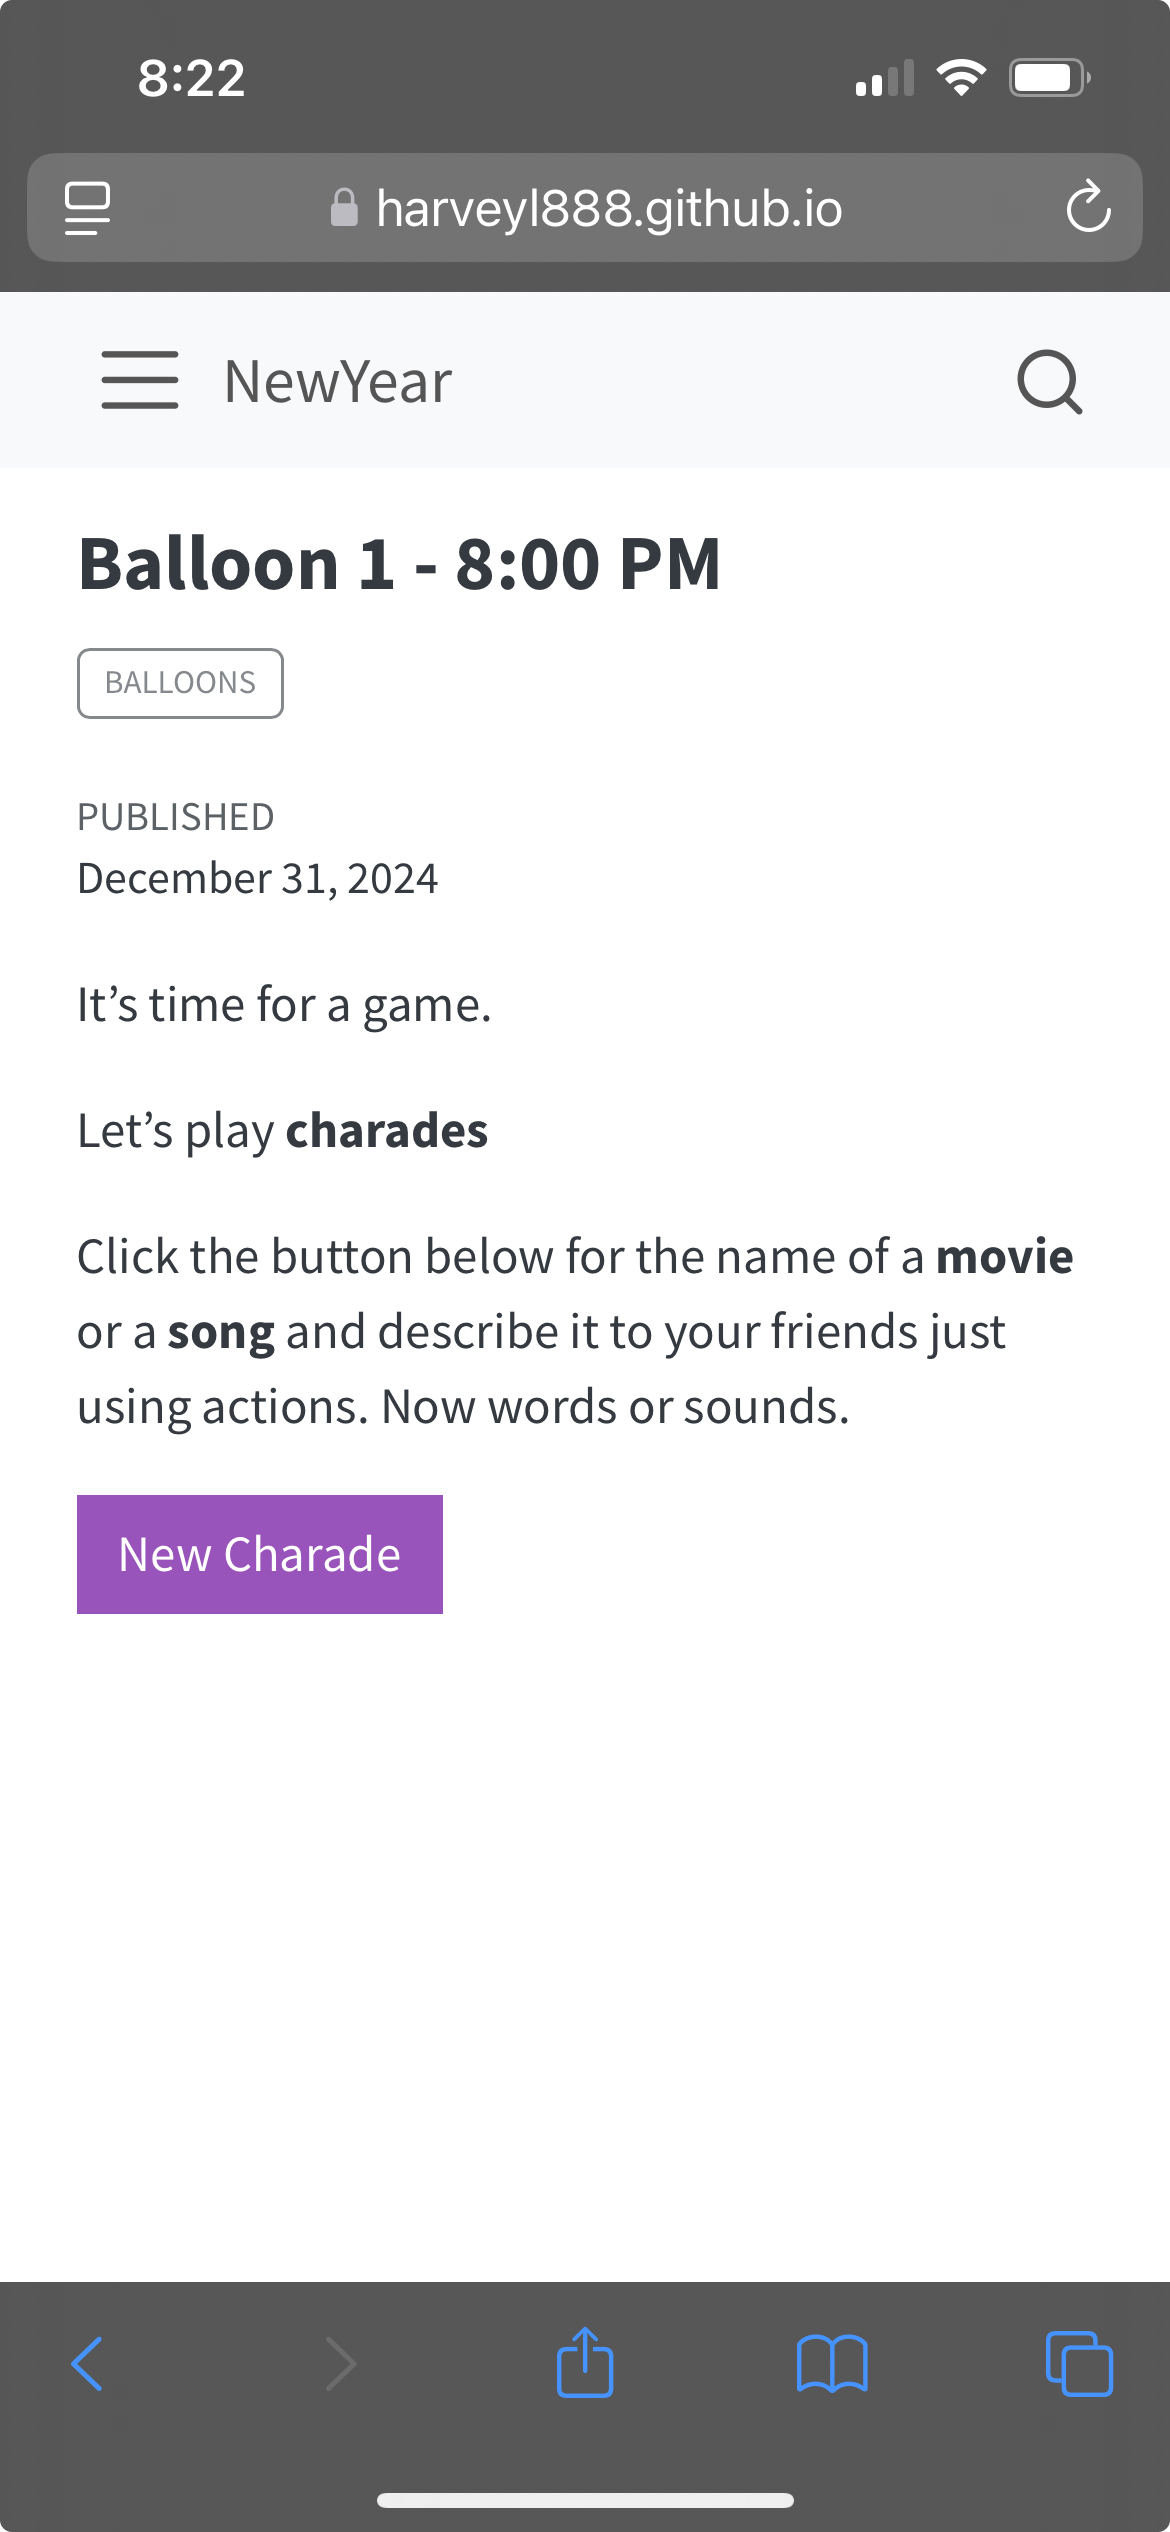 8:22
harveyl888.github.io
NewYear
Balloon 1 - 8:00 PM
BALLOONS
PUBLISHED
December 31, 2024
It’s time for a game.
Let’s play charades
Click the button below for the name of a movie
or a song and describe it to your friends just
using actions. Now words or sounds.
New Charade